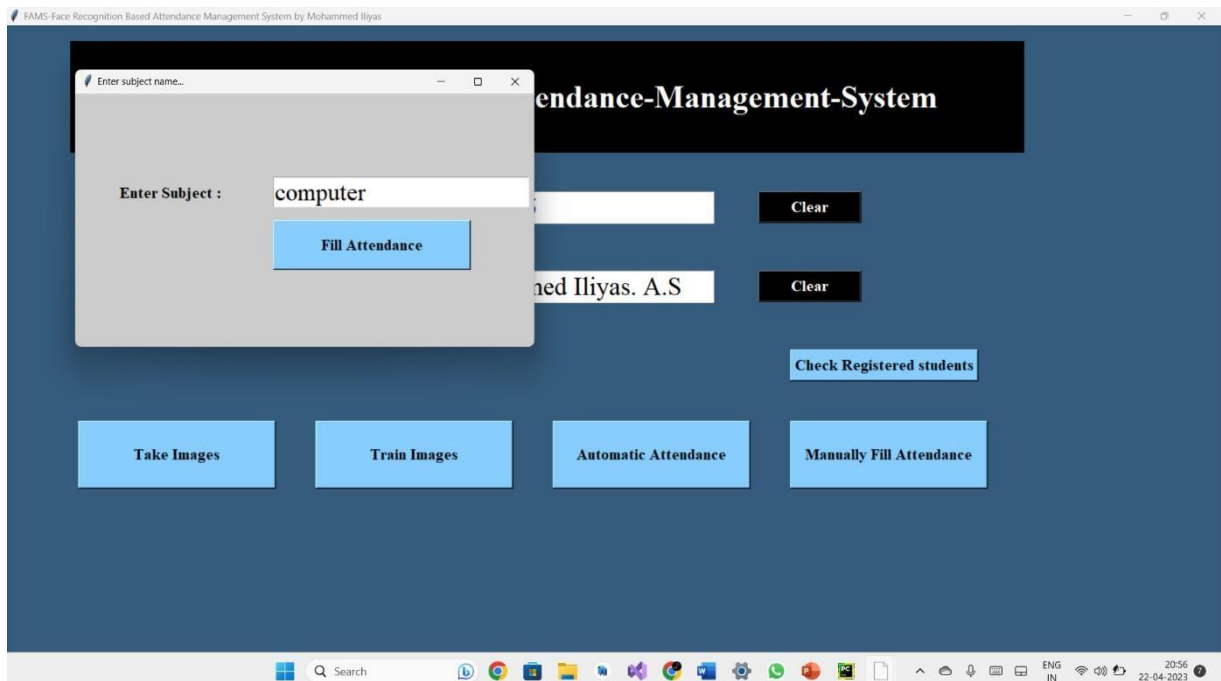 FAMS-Face Recognition Based Attendance Management System by Mohammed Iliyas
Enter subject name...
endance-Management-System
Enter Subject :
computer
Clear
Fill Attendance
med Iliyas. A.S
Clear
Check Registered students
Take Images
Train Images
Automatic Attendance
Manually Fill Attendance
Search
ENG
IN
20:56
22-04-2023
7